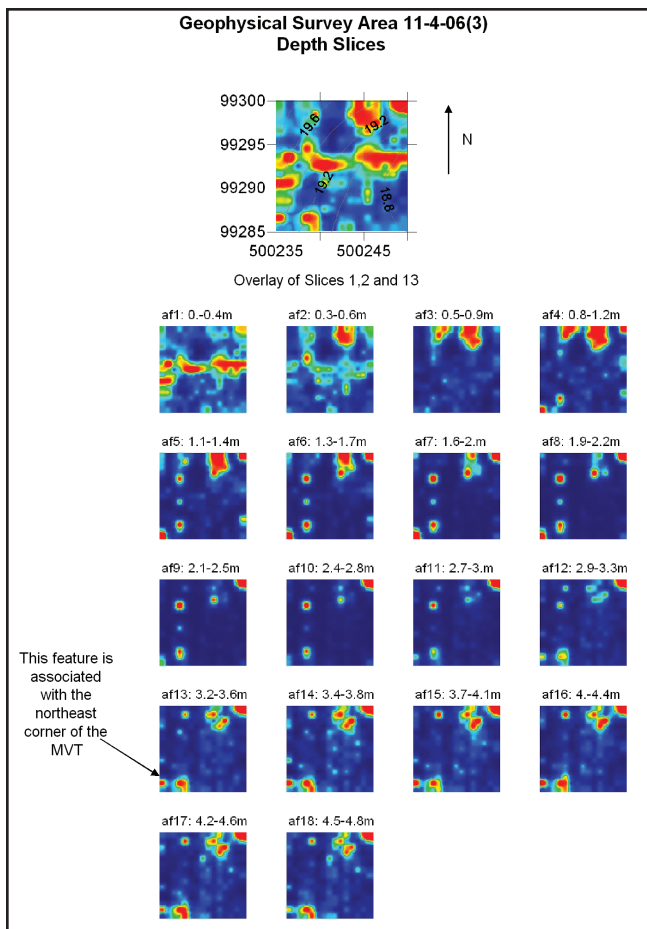 Geophysical Survey Area 11-4-06(3)
Depth Slices
99300
99295
99290
99285
500235 500245
19.6
19.2
19.2
18.8
N
Overlay of Slices 1,2 and 13
af1: 0.-0.4m af2: 0.3-0.6m af3: 0.5-0.9m af4: 0.8-1.2m
af5: 1.1-1.4m af6: 1.3-1.7m af7: 1.6-2.m af8: 1.9-2.2m
af9: 2.1-2.5m af10: 2.4-2.8m af11: 2.7-3.m af12: 2.9-3.3m
This feature is
associated
with the
northeast
corner of the
MVT
af13: 3.2-3.6m af14: 3.4-3.8m af15: 3.7-4.1m af16: 4.-4.4m
af17: 4.2-4.6m af18: 4.5-4.8m